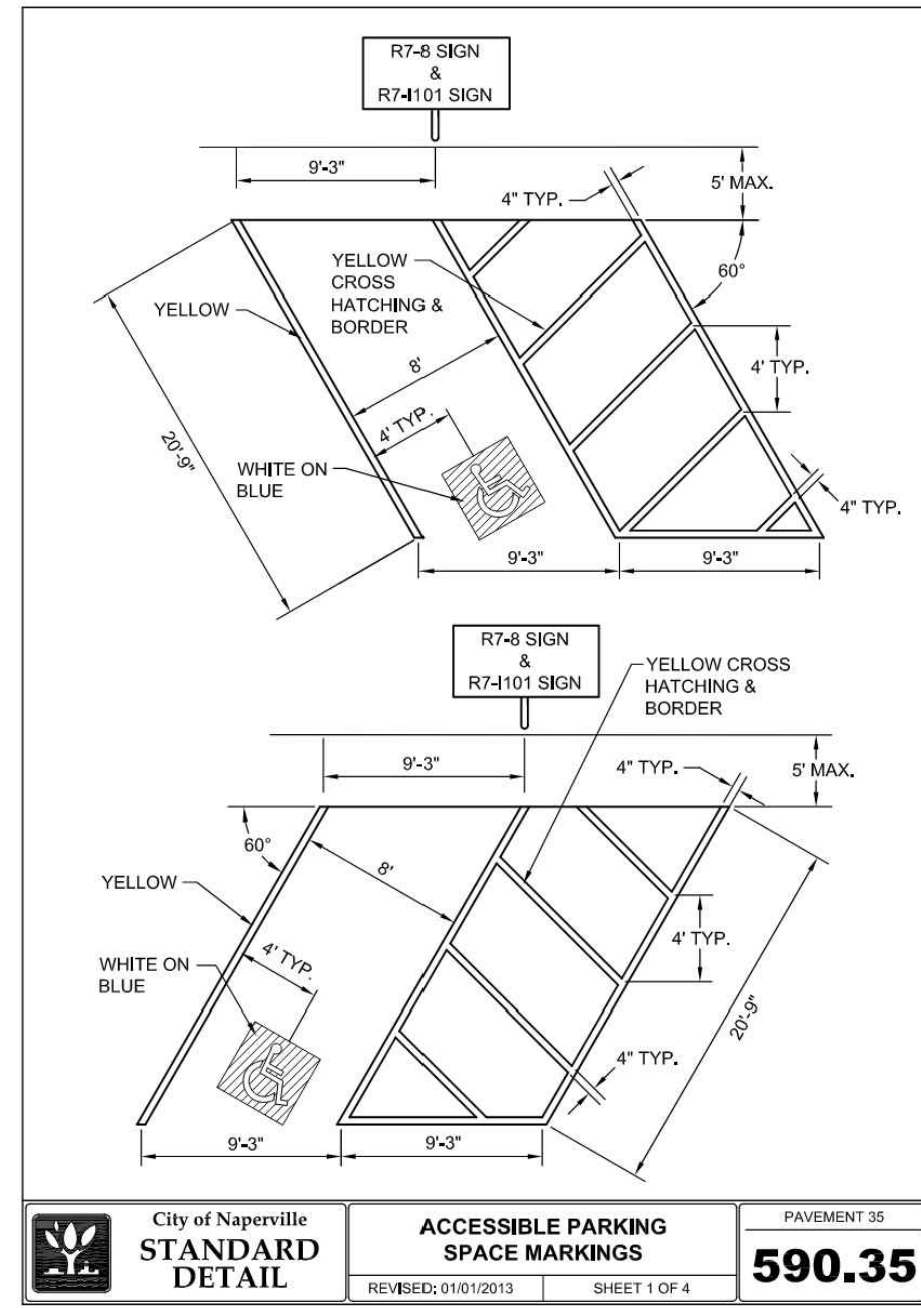 R7-8 SIGN
&
R7-I101 SIGN
9'-3"
5' MAX.
4" TYP.
60°
YELLOW
CROSS
HATCHING &
BORDER
YELLOW
8'
4' TYP.
4' TYP.
20'-9"
WHITE ON
BLUE
4" TYP.
9'-3"
9'-3"
R7-8 SIGN
&
R7-I101 SIGN
YELLOW CROSS
HATCHING &
BORDER
9'-3"
4" TYP.
5' MAX.
60°
8'
YELLOW
4' TYP.
4' TYP.
WHITE ON
BLUE
20'-9"
4" TYP.
9'-3"
9'-3"
City of Naperville
STANDARD
DETAIL
ACCESSIBLE PARKING
SPACE MARKINGS
REVISED: 01/01/2013
SHEET 1 OF 4
PAVEMENT 35
590.35